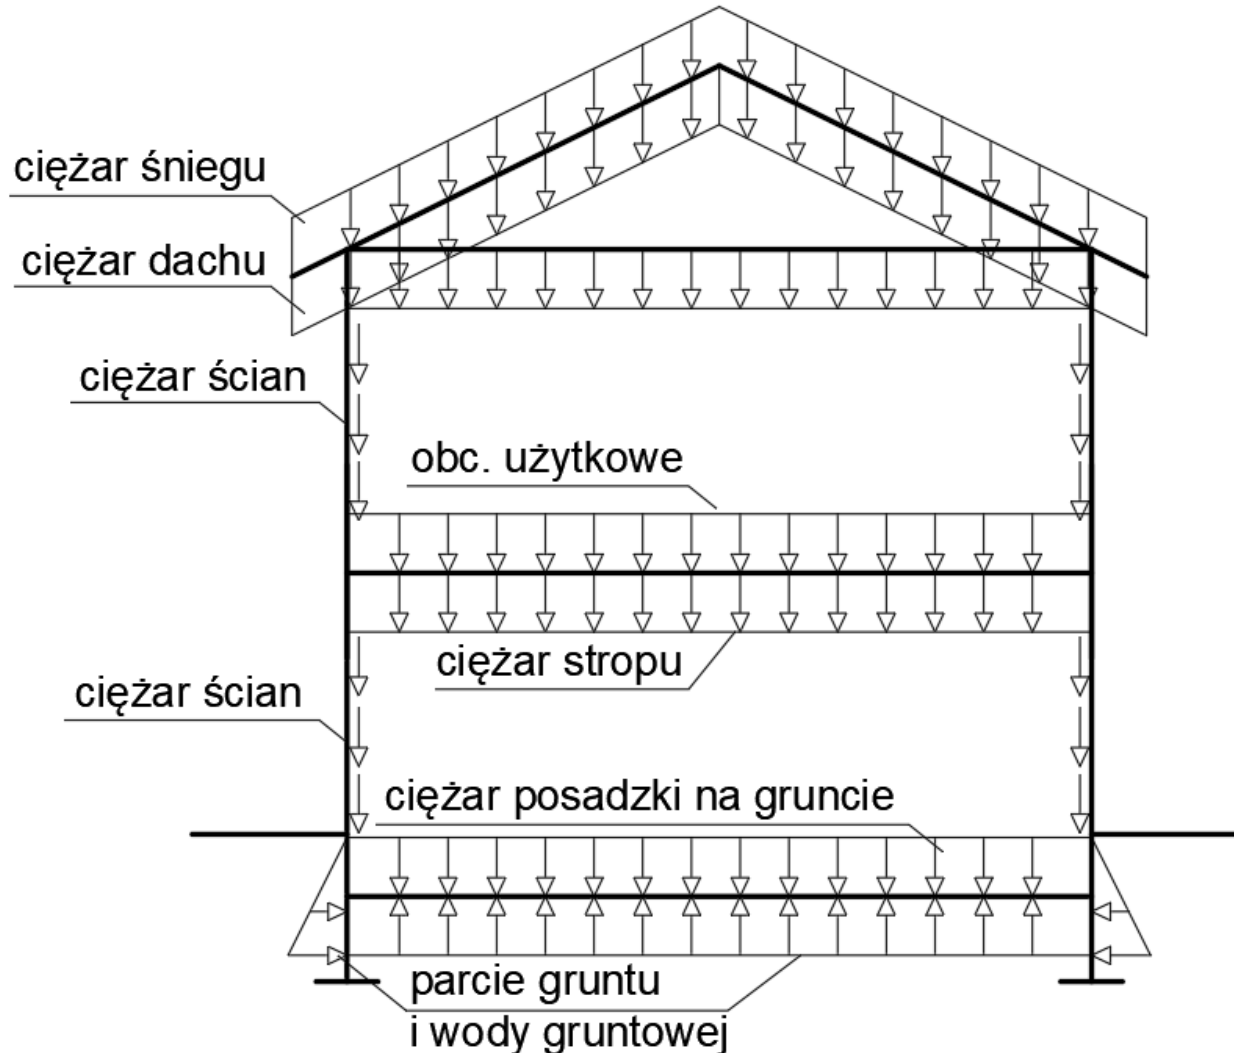 ciężar śniegu
ciężar dachu
ciężar ścian
obc. użytkowe
ciężar stropu
ciężar ścian
ciężar posadzki na gruncie
parcie gruntu
i wody gruntowej